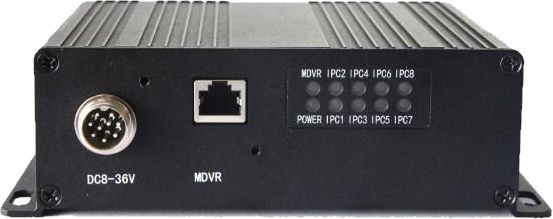 MDVR IPC2 IPC4 IPC6 IPC8
POWER IPC1 IPC3 IPC5 IPC7
DC8-36V
MDVR